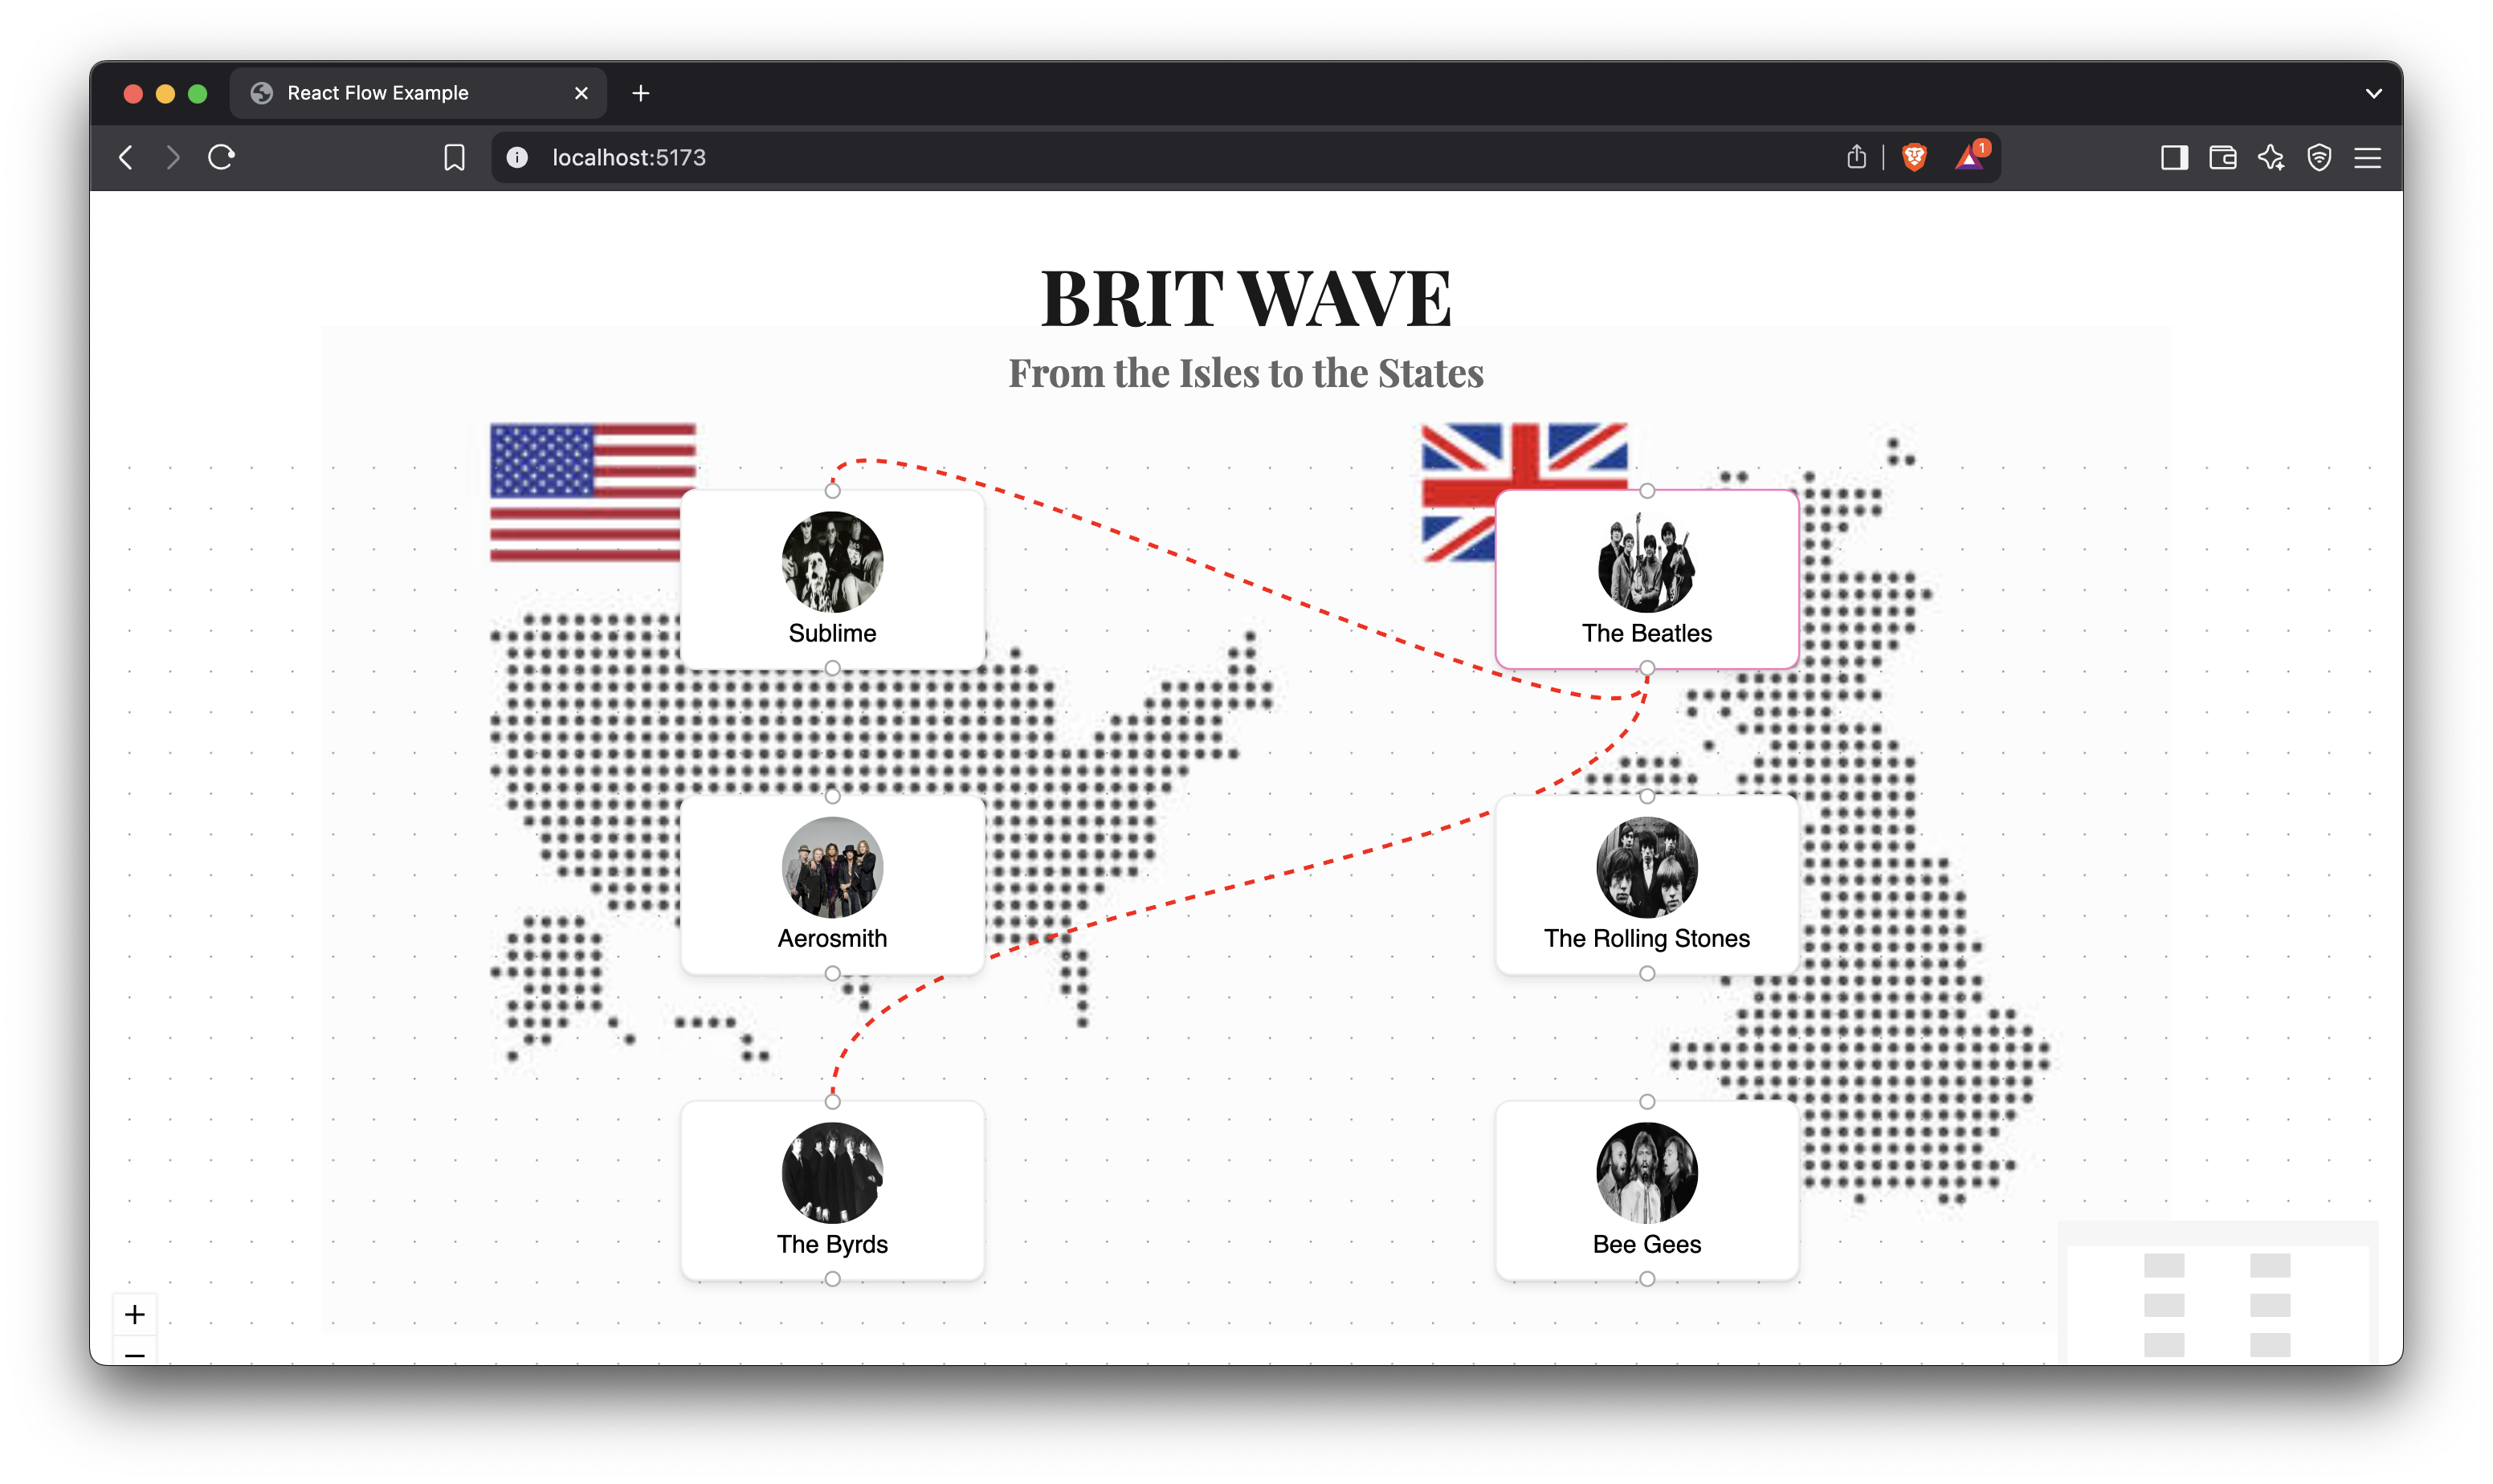 React Flow Example
localhost:5173
1
BRIT WAVE
From the Isles to the States
Sublime
The Beatles
Aerosmith
The Rolling Stones
The Byrds
Bee Gees